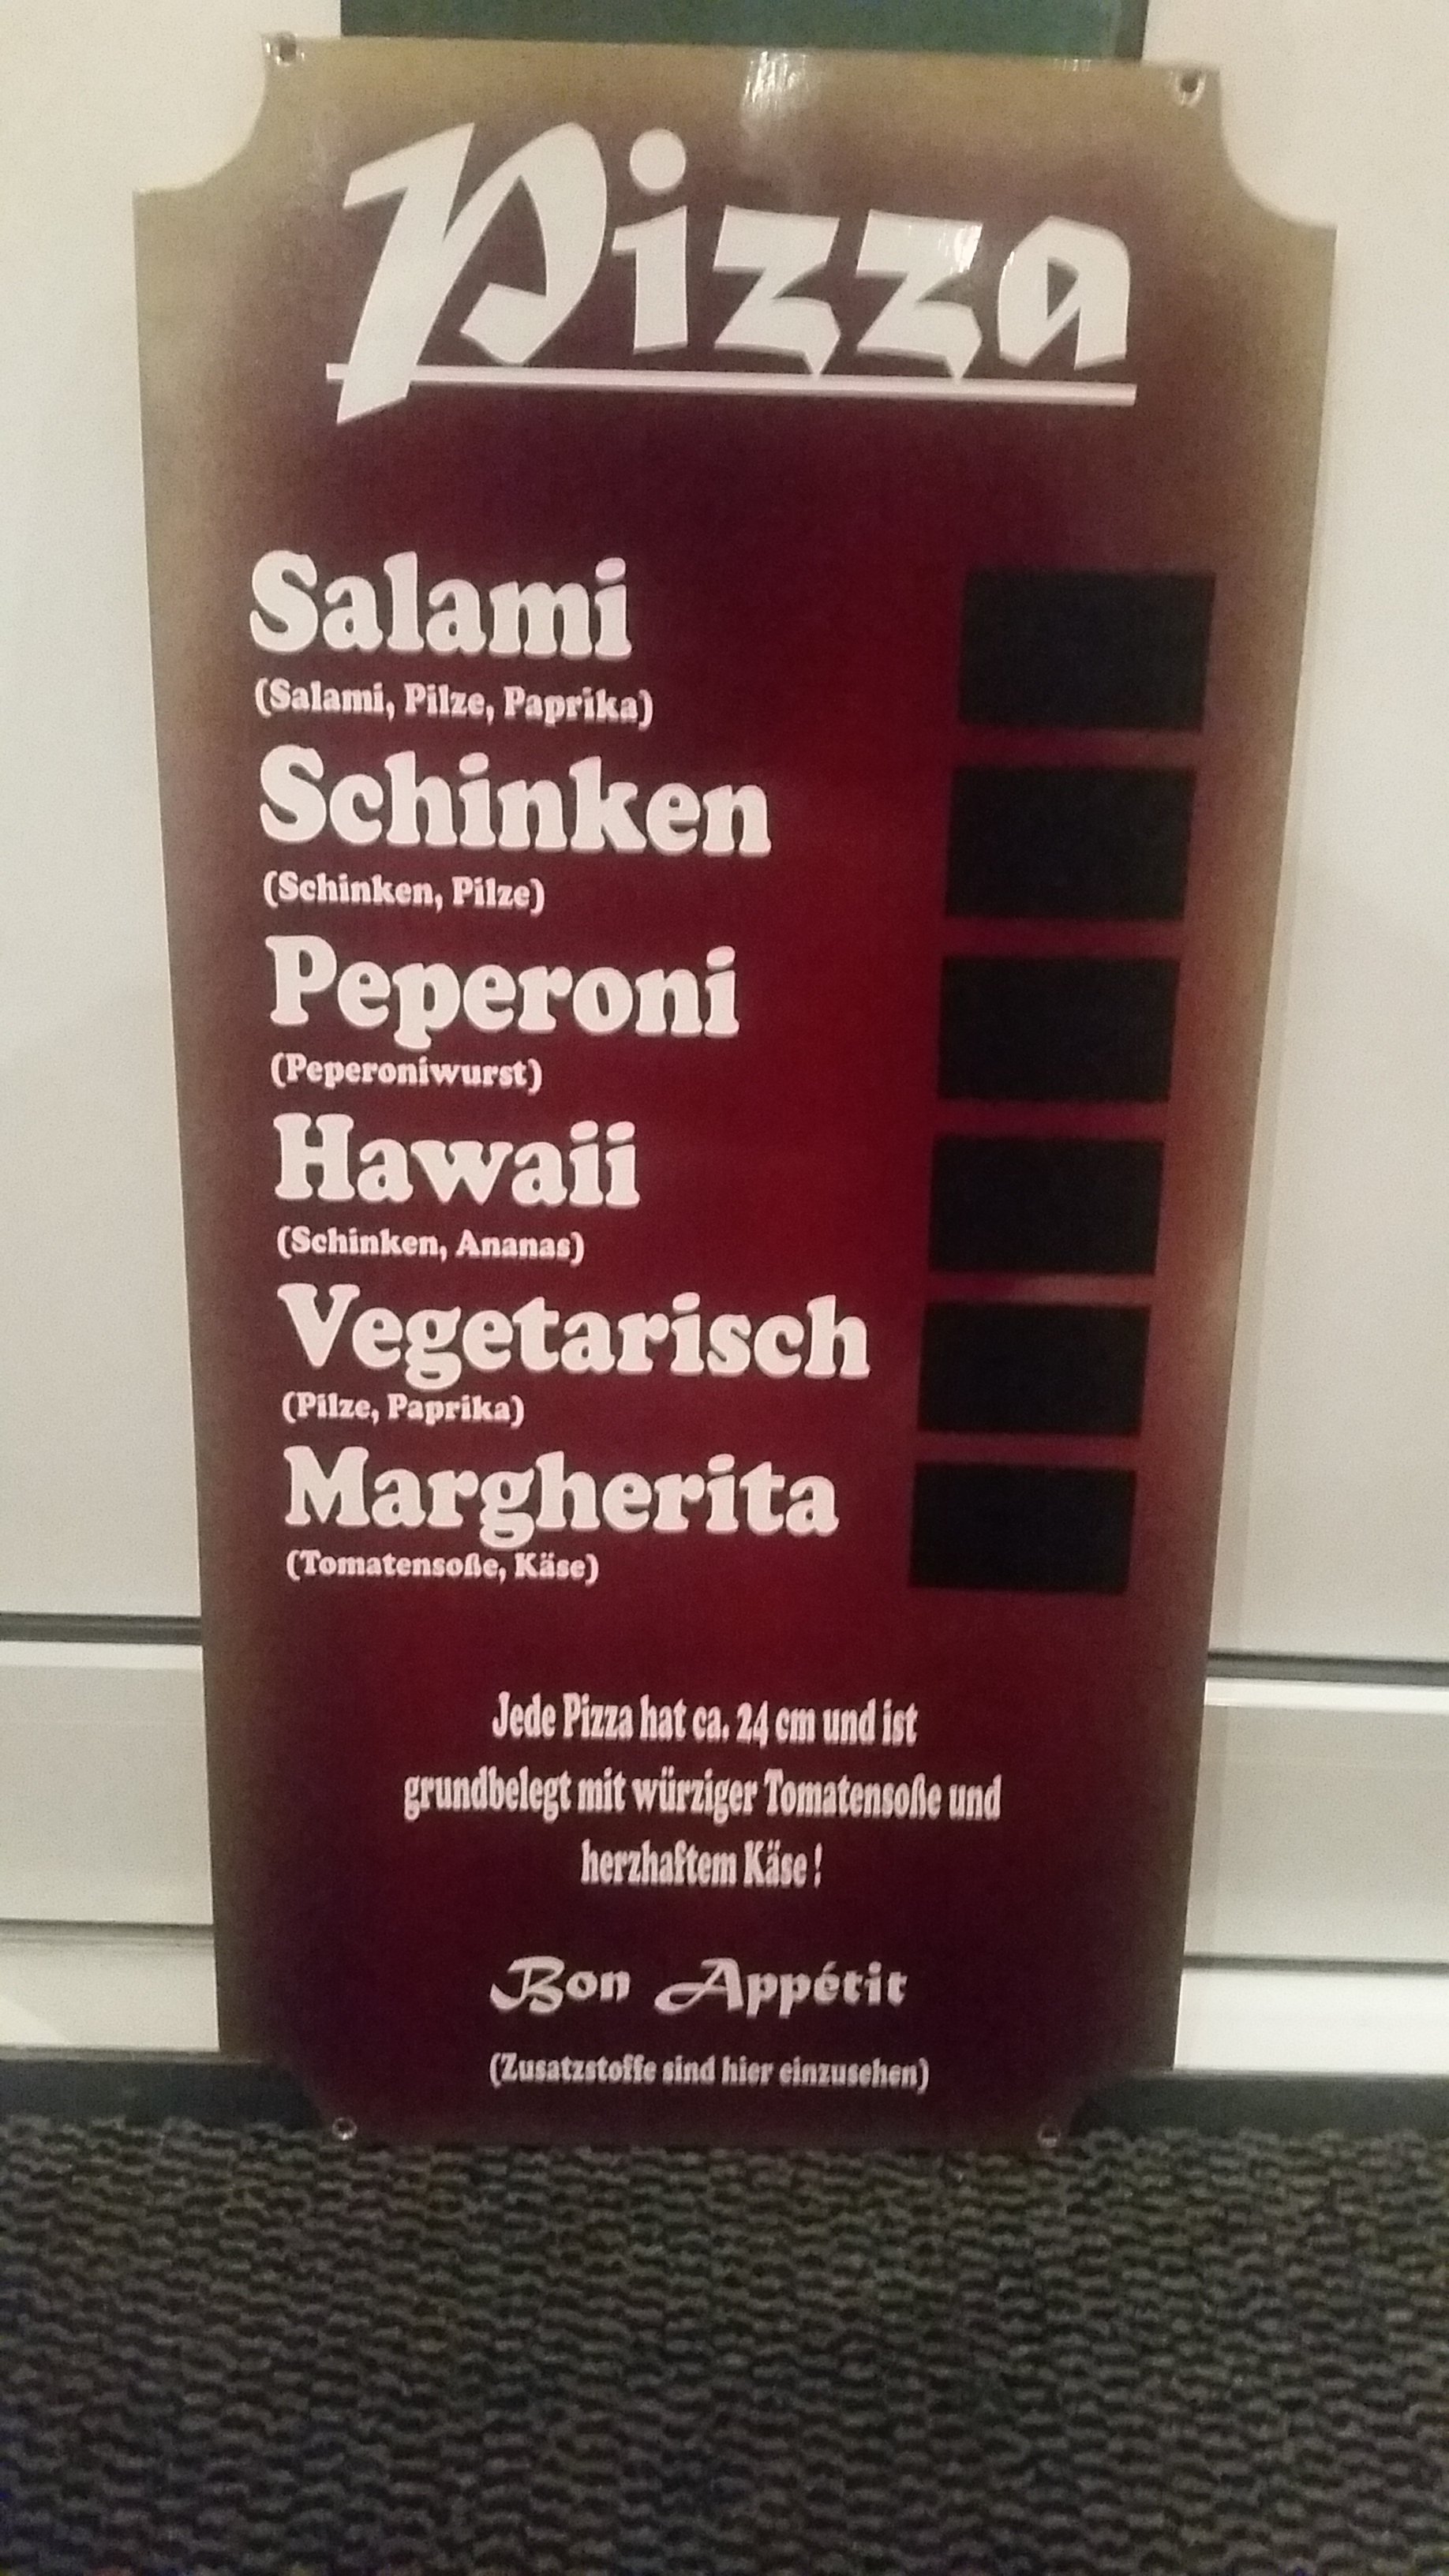 Pizza
Salami
(Salami, Pilze, Paprika)
Schinken
(Schinken, Pilze)
Peperoni
(Peperoniwurst)
Hawaii
(Schinken, Ananas)
Vegetarisch
(Pilze, Paprika)
Margherita
(Tomatensoße, Käse)
Jede Pizza hat ca. 24 cm und ist
grundbelegt mit würziger Tomatensoße und
herzhaftem Käse !
Bon Appétit
(Zusatzstoffe sind hier einzusehen)